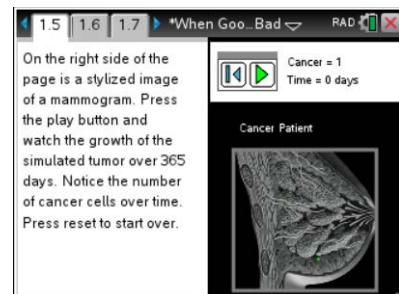 1.5 1.6 1.7 *When Goo…Bad RAD
On the right side of the
page is a stylized image
of a mammogram. Press
the play button and
watch the growth of the
simulated tumor over 365
days. Notice the number
of cancer cells over time.
Press reset to start over.
Cancer = 1
Time = 0 days
Cancer Patient